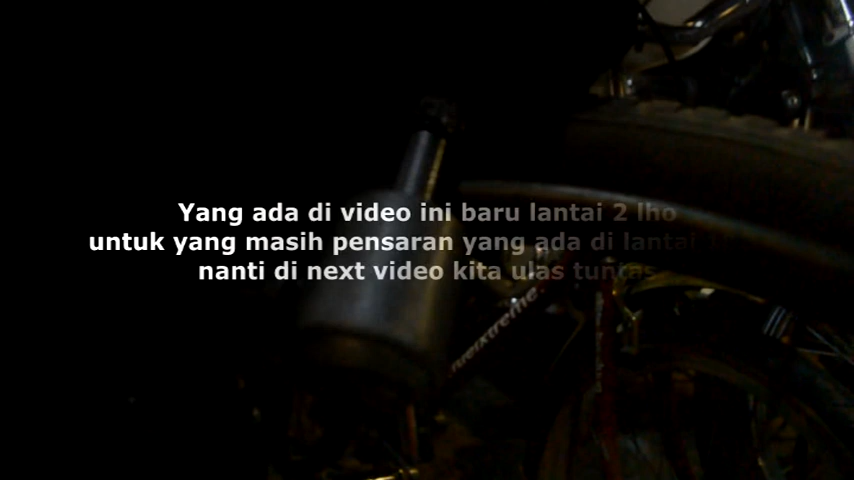 Yang ada di video ini baru lantai 2 lho
untuk yang masih pensaran yang ada di lantai
nanti di next video kita ulas tuntas